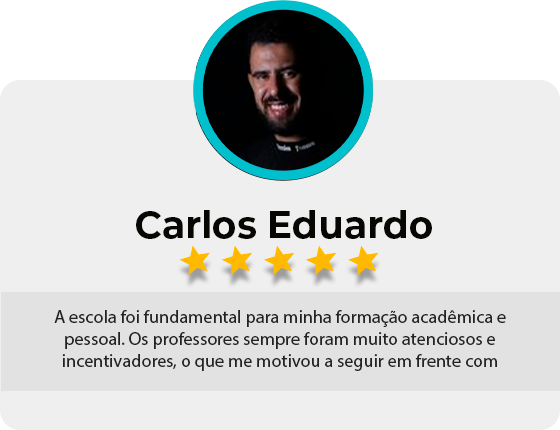 Carlos Eduardo
A escola foi fundamental para minha formação acadêmica e
pessoal. Os professores sempre foram muito atenciosos e
incentivadores, o que me motivou a seguir em frente com